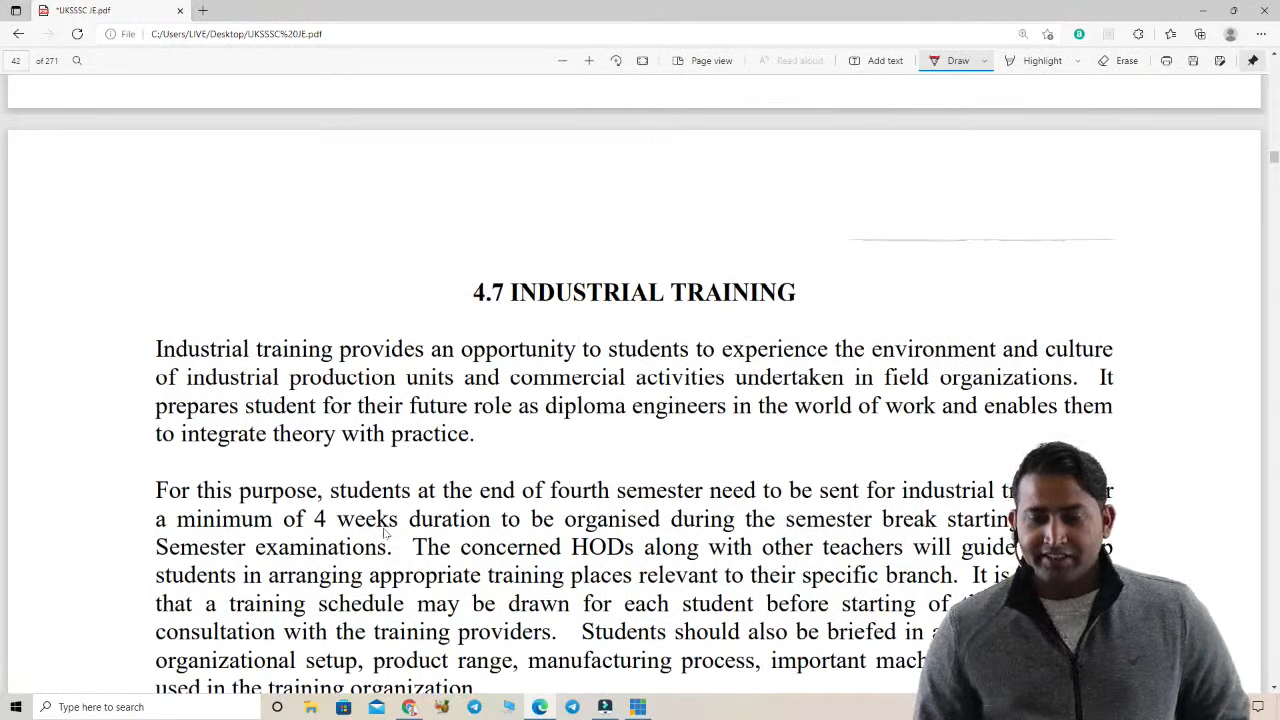 *UKSSSC JE.pdf
File
C:/Users/LIVE/Desktop/UKSSSC%20JE.pdf
42 of 271
Page view
Read aloud
Add text
Draw
Highlight
Erase
4.7 INDUSTRIAL TRAINING
Industrial training provides an opportunity to students to experience the environment and culture
of industrial production units and commercial activities undertaken in field organizations. It
prepares student for their future role as diploma engineers in the world of work and enables them
to integrate theory with practice.
For this purpose, students at the end of fourth semester need to be sent for industrial
a minimum of 4 weeks duration to be organised during the semester break
Semester examinations. The concerned HODs along with other teachers will guide
students in arranging appropriate training places relevant to their specific branch. It is
that a training schedule may be drawn for each student before starting of
consultation with the training providers. Students should also be briefed in
organizational setup, product range, manufacturing process, important
used in the training organization.
Type here to search